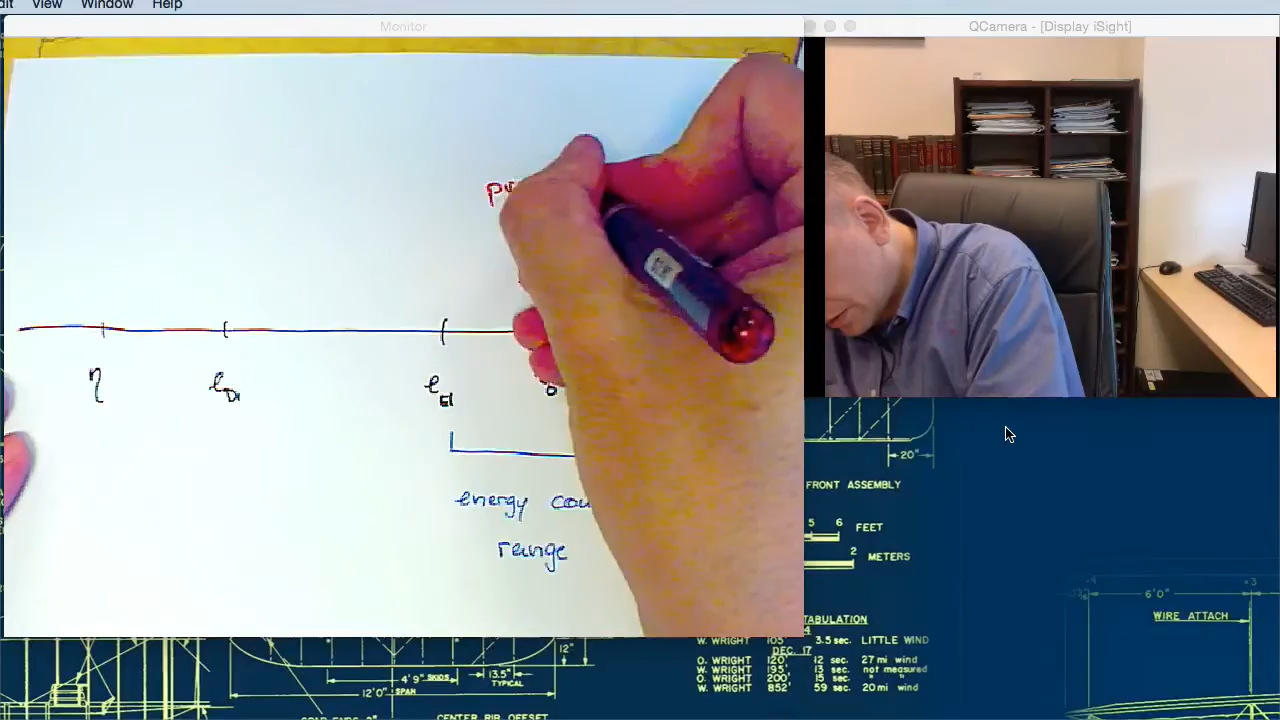 View Window Help
Monitor
QCamera - [Display iSight]
η
ℓ_DI
ℓ_EI
energy
range
20"
FRONT ASSEMBLY
5 6 FEET
2 METERS
6'0"
+3
WIRE ATTACH
TABULATION
W. WRIGHT 105' 3.5 sec. LITTLE WIND
DEC. 17
O. WRIGHT 120' 12 sec. 27 mi wind
W. WRIGHT 195' 13 sec. not measured
O. WRIGHT 200' 15 sec. " "
W. WRIGHT 852' 59 sec. 20 mi wind
12"
4'9" SKIDS
13.5" TYPICAL
12'0" SPAN
CENTER RIB OFFSET